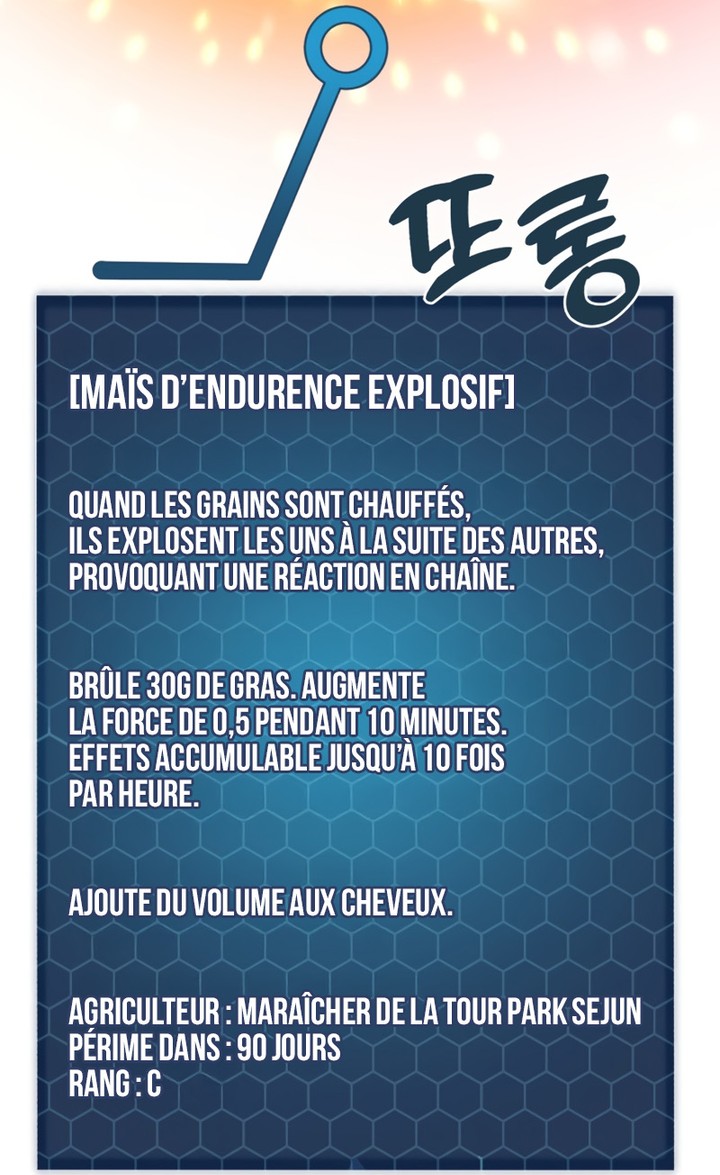 또롱
[MAÏS D'ENDURENCE EXPLOSIF]
QUAND LES GRAINS SONT CHAUFFÉS,
ILS EXPLOSENT LES UNS À LA SUITE DES AUTRES,
PROVOQUANT UNE RÉACTION EN CHAÎNE.
BRÛLE 30G DE GRAS. AUGMENTE
LA FORCE DE 0,5 PENDANT 10 MINUTES.
EFFETS ACCUMULABLE JUSQU'À 10 FOIS
PAR HEURE.
AJOUTE DU VOLUME AUX CHEVEUX.
AGRICULTEUR : MARAÎCHER DE LA TOUR PARK SEJUN
PÉRIME DANS : 90 JOURS
RANG : C